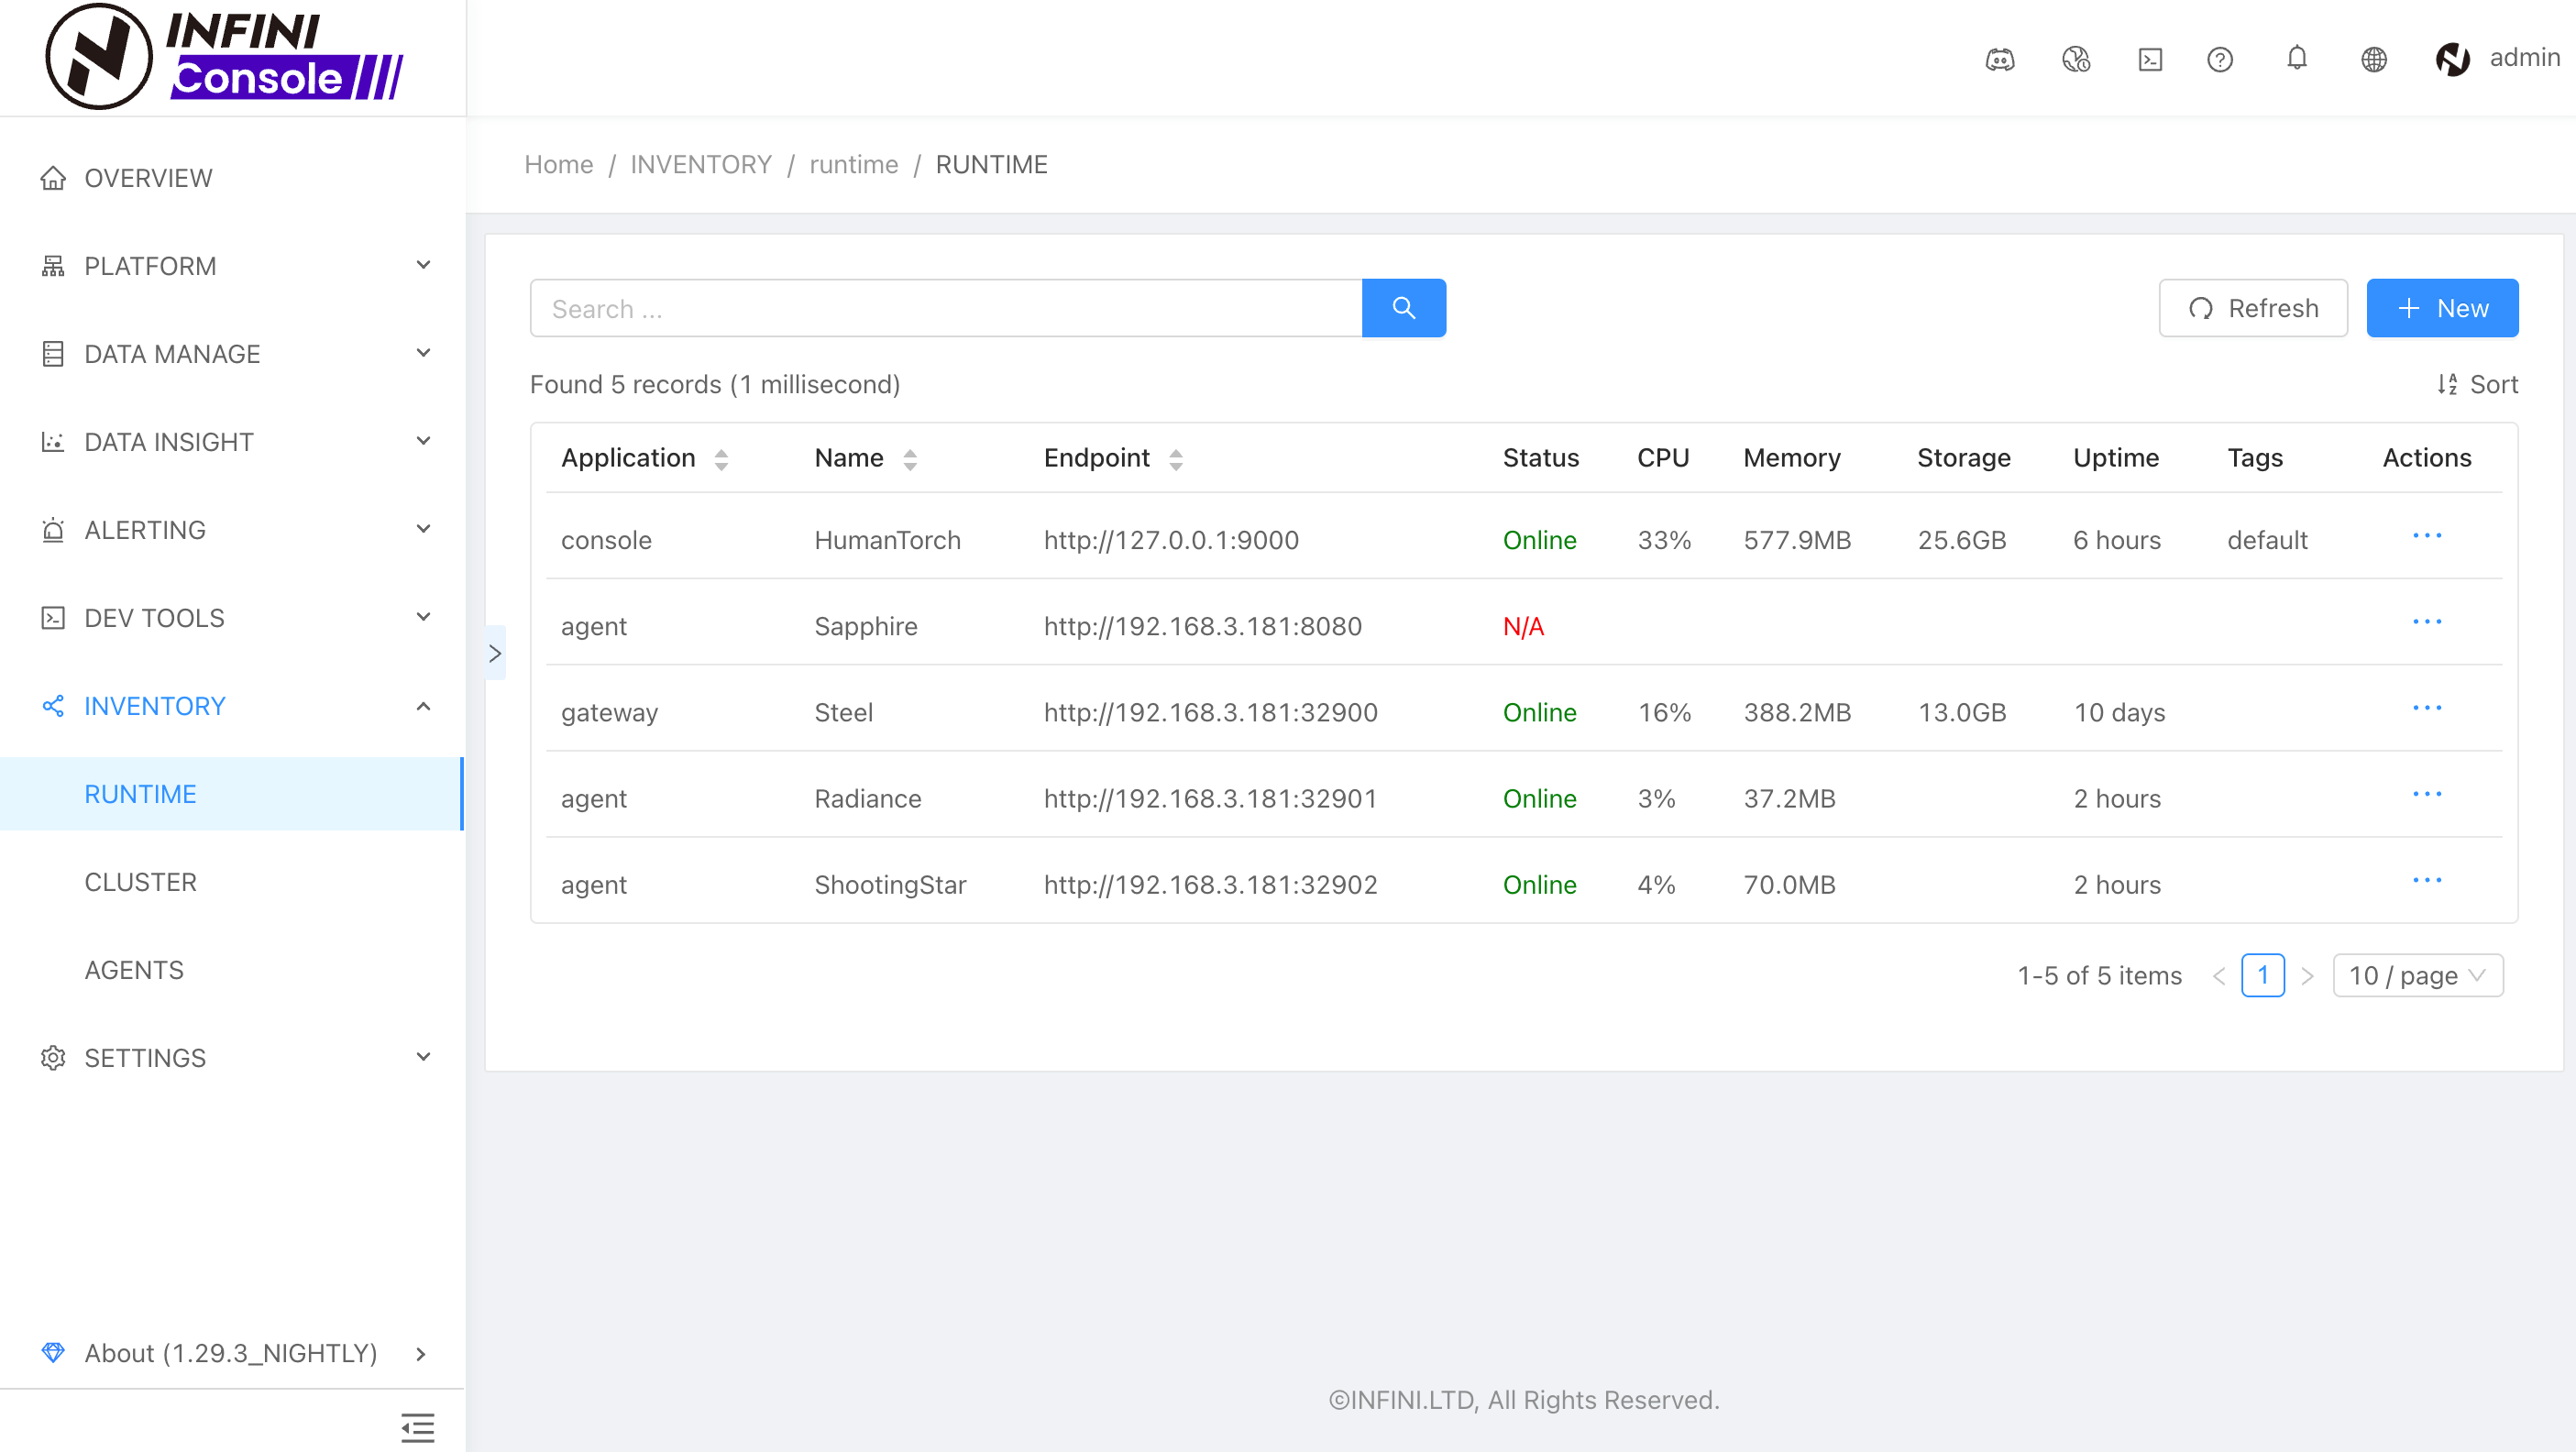 INFINI
Console
admin
OVERVIEW
PLATFORM
DATA MANAGE
DATA INSIGHT
ALERTING
DEV TOOLS
INVENTORY
RUNTIME
CLUSTER
AGENTS
SETTINGS
About (1.29.3_NIGHTLY)
Home / INVENTORY / runtime / RUNTIME
Search ...
Refresh
New
Found 5 records (1 millisecond)
Sort
Application Name Endpoint Status CPU Memory Storage Uptime Tags Actions
console HumanTorch http://127.0.0.1:9000 Online 33% 577.9MB 25.6GB 6 hours default
agent Sapphire http://192.168.3.181:8080 N/A
gateway Steel http://192.168.3.181:32900 Online 16% 388.2MB 13.0GB 10 days
agent Radiance http://192.168.3.181:32901 Online 3% 37.2MB 2 hours
agent ShootingStar http://192.168.3.181:32902 Online 4% 70.0MB 2 hours
1-5 of 5 items 1 10 / page
©INFINI.LTD, All Rights Reserved.